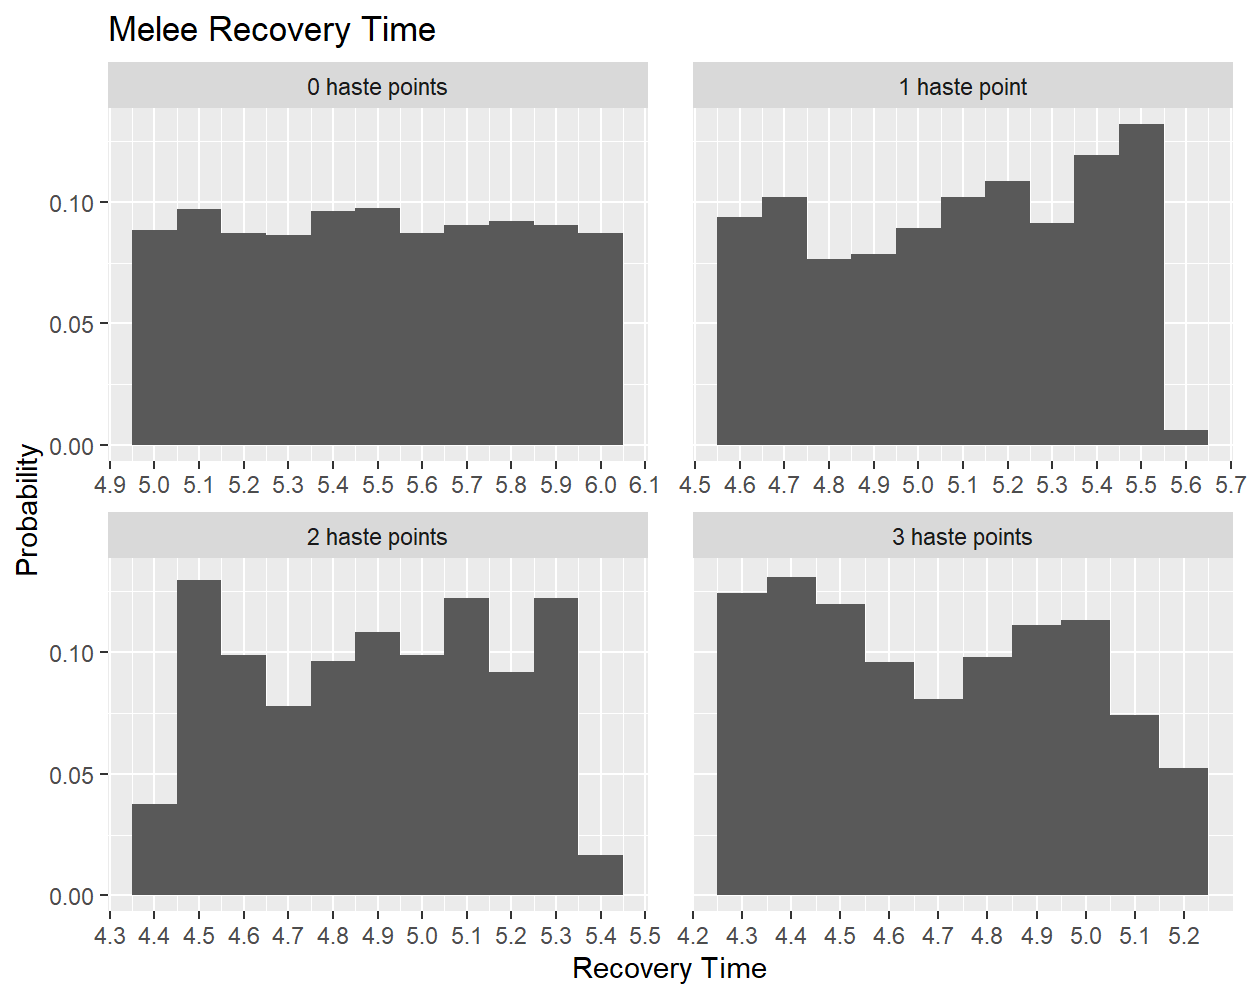 Melee Recovery Time
0 haste points
1 haste point
0.10
0.05
0.00
4.9 5.0 5.1 5.2 5.3 5.4 5.5 5.6 5.7 5.8 5.9 6.0 6.1
4.5 4.6 4.7 4.8 4.9 5.0 5.1 5.2 5.3 5.4 5.5 5.6 5.7
Probability
2 haste points
3 haste points
0.10
0.05
0.00
4.3 4.4 4.5 4.6 4.7 4.8 4.9 5.0 5.1 5.2 5.3 5.4 5.5
4.2 4.3 4.4 4.5 4.6 4.7 4.8 4.9 5.0 5.1 5.2
Recovery Time